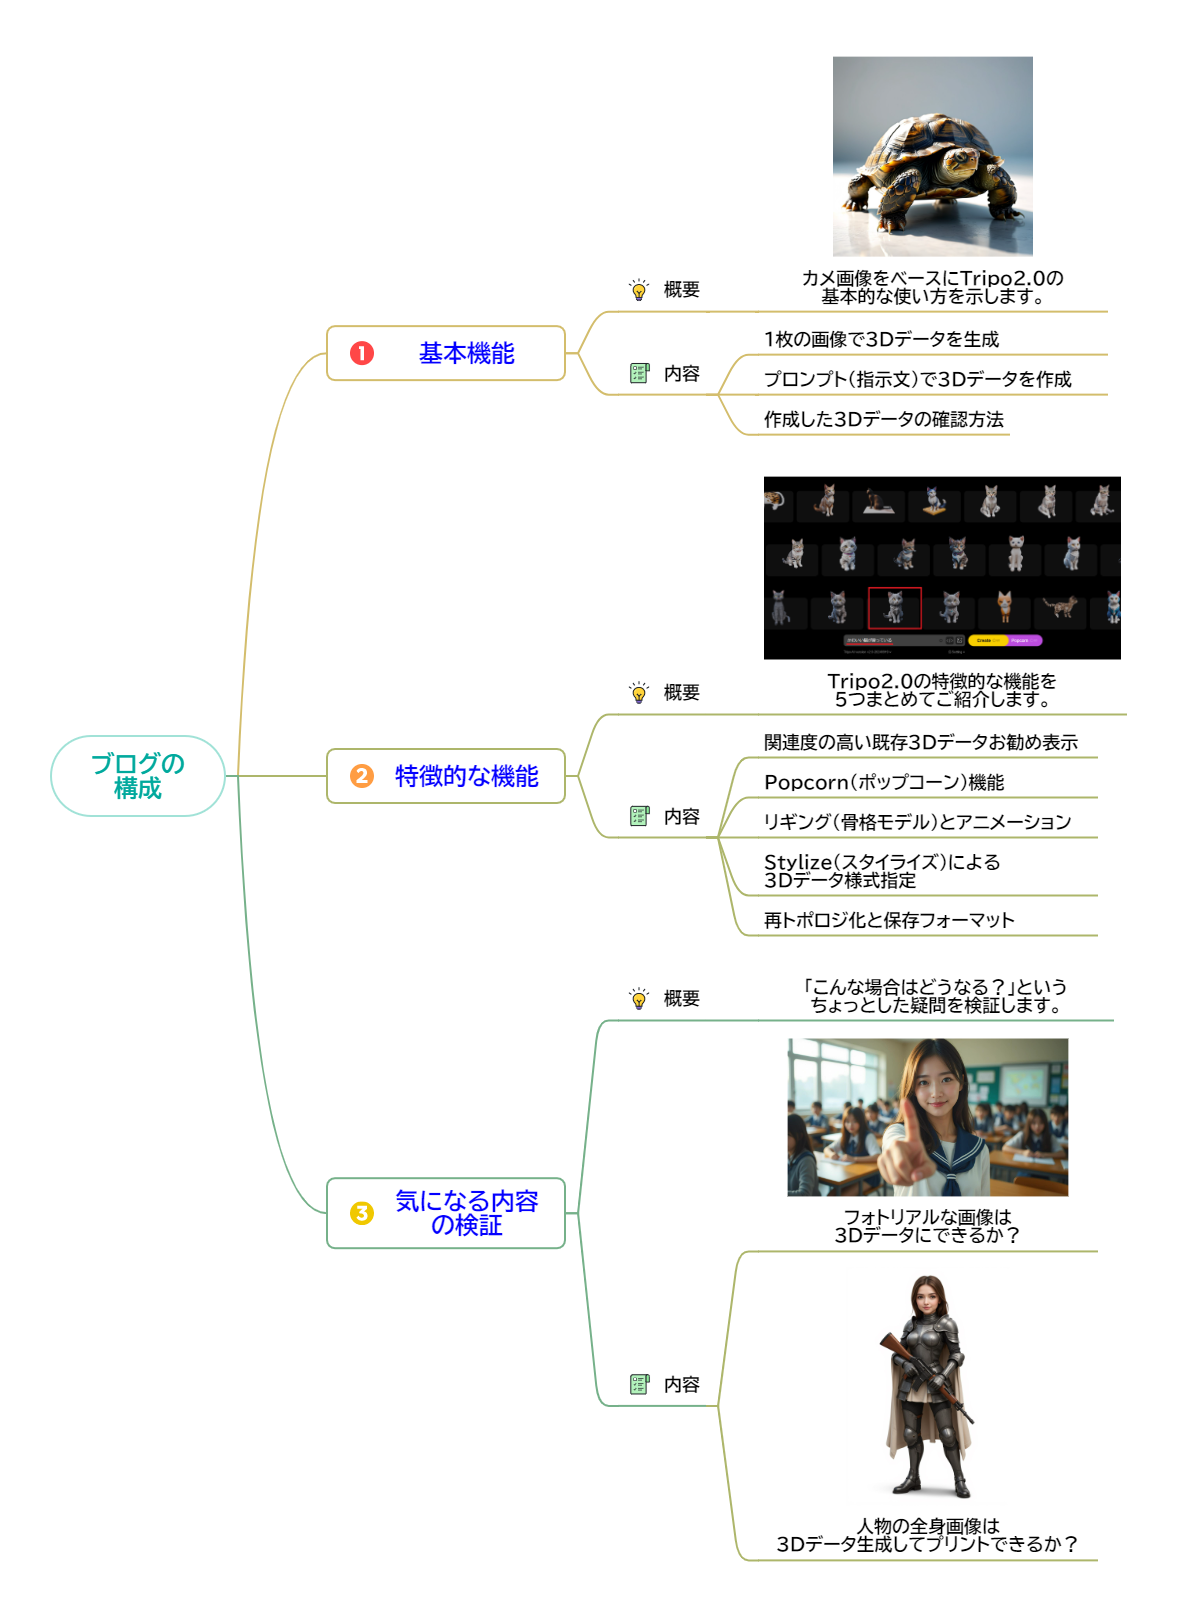 ブログの
構成
1
基本機能
概要
カメ画像をベースにTripo2.0の
基本的な使い方を示します。
内容
1枚の画像で3Dデータを生成
プロンプト（指示文）で3Dデータを作成
作成した3Dデータの確認方法
2
特徴的な機能
かわいい猫が座っている
Create
Popcorn
概要
Tripo2.0の特徴的な機能を
5つまとめてご紹介します。
内容
関連度の高い既存3Dデータお勧め表示
Popcorn（ポップコーン）機能
リギング（骨格モデル）とアニメーション
Stylize（スタイライズ）による
3Dデータ様式指定
再トポロジ化と保存フォーマット
3
気になる内容
の検証
概要
「こんな場合はどうなる？」という
ちょっとした疑問を検証します。
内容
フォトリアルな画像は
3Dデータにできるか？
人物の全身画像は
3Dデータ生成してプリントできるか？